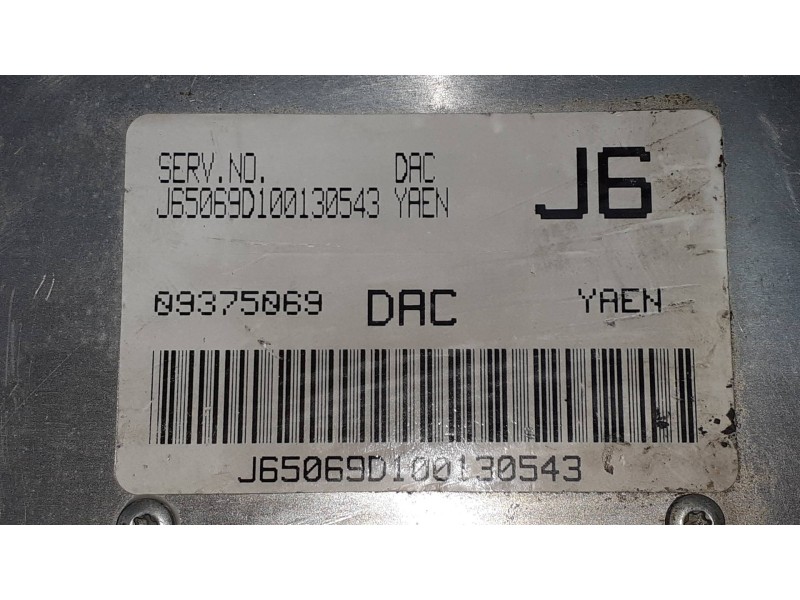 SERV.NO. DAC J6
J65069D100130543 YAEN
09375069 DAC YAEN
J65069D100130543